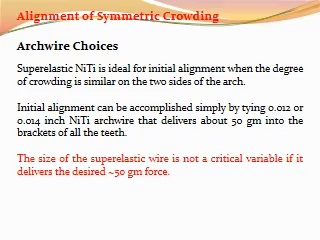 Alignment of Symmetric Crowding
Archwire Choices
Superelastic NiTi is ideal for initial alignment when the degree
of crowding is similar on the two sides of the arch.
Initial alignment can be accomplished simply by tying 0.012 or
0.014 inch NiTi archwire that delivers about 50 gm into the
brackets of all the teeth.
The size of the superelastic wire is not a critical variable if it
delivers the desired ~50 gm force.